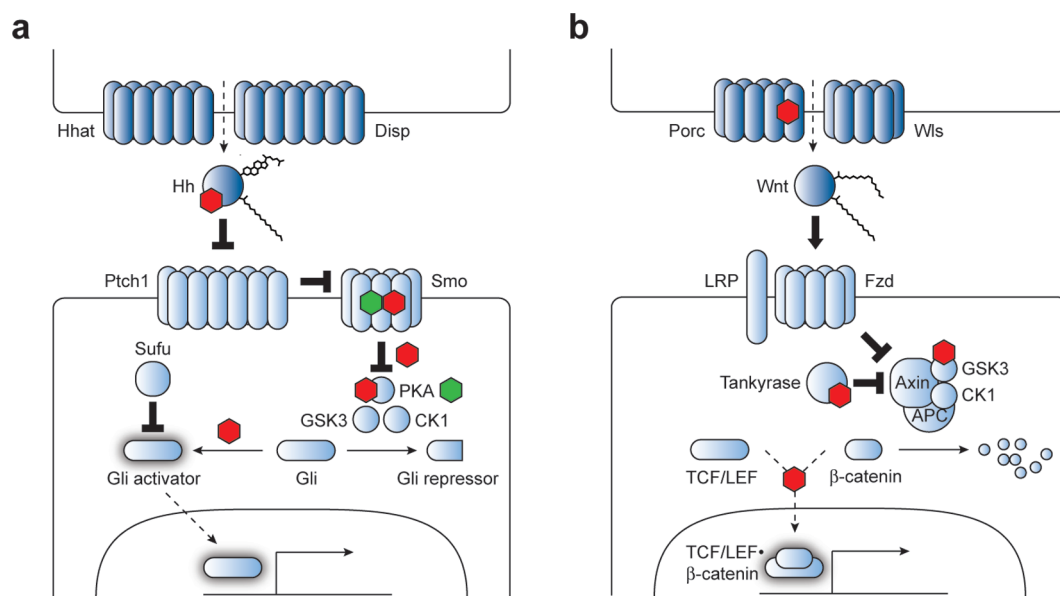 a
Hhat
Disp
Hh
Ptch1
Smo
Sufu
PKA
GSK3
CK1
Gli activator
Gli
Gli repressor
b
Porc
Wls
Wnt
LRP
Fzd
Tankyrase
Axin
GSK3
CK1
APC
TCF/LEF
β-catenin
TCF/LEF•
β-catenin